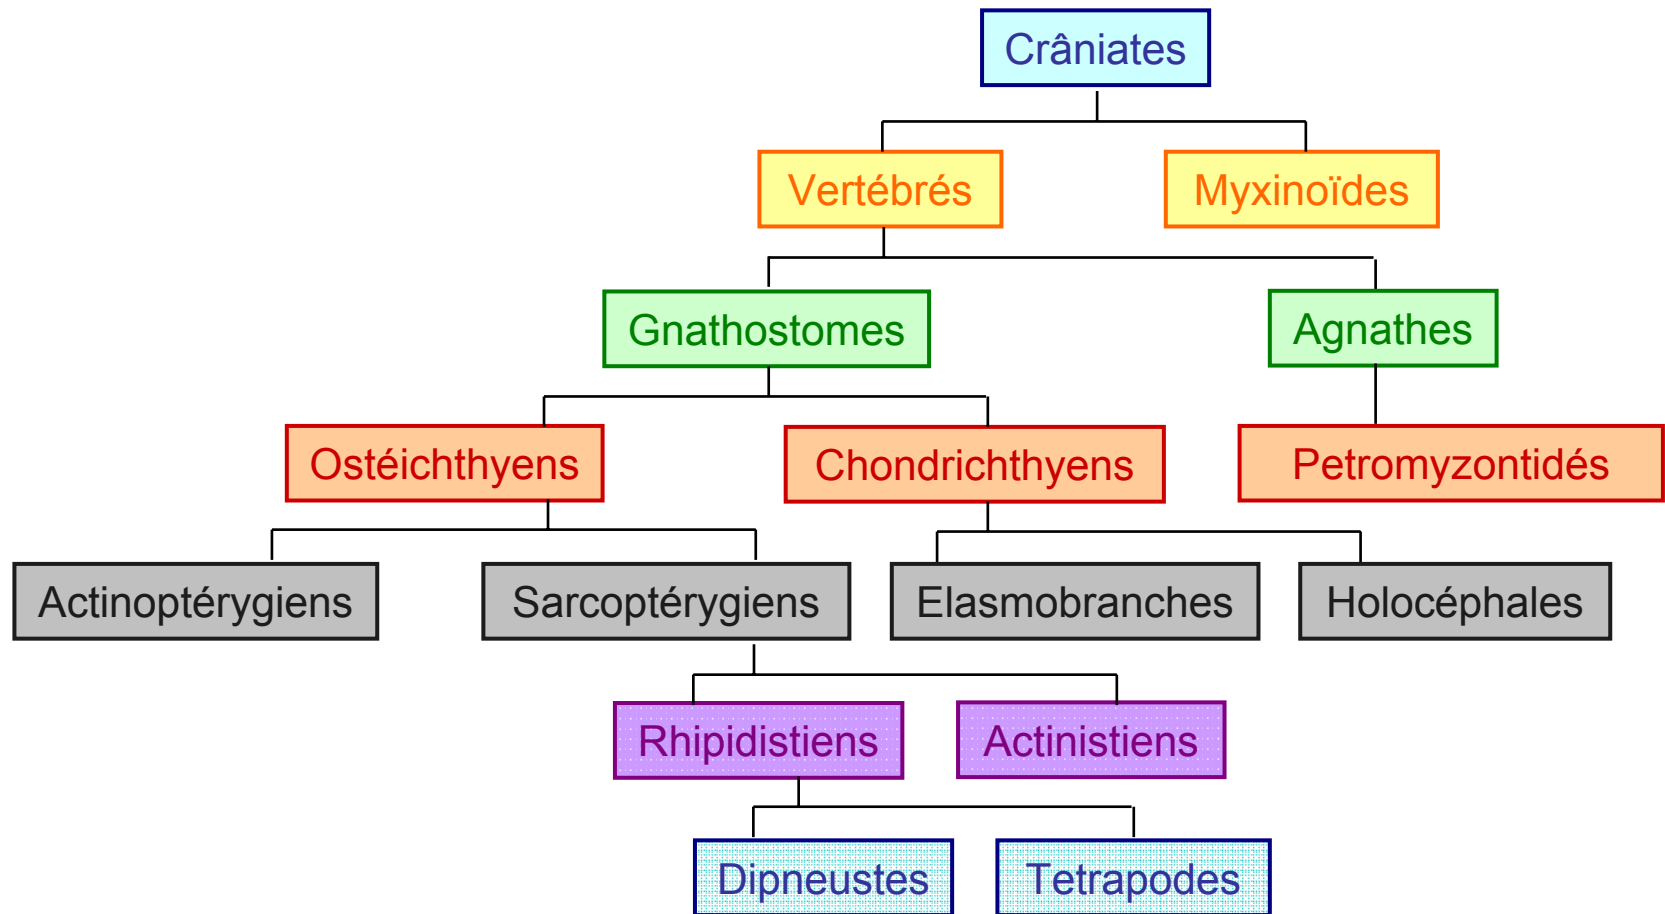 Crâniates
Vertébrés
Myxinoïdes
Gnathostomes
Agnathes
Ostéichthyens
Chondrichthyens
Petromyzontidés
Actinoptérygiens
Sarcoptérygiens
Elasmobranches
Holocéphales
Rhipidistiens
Actinistiens
Dipneustes
Tetrapodes